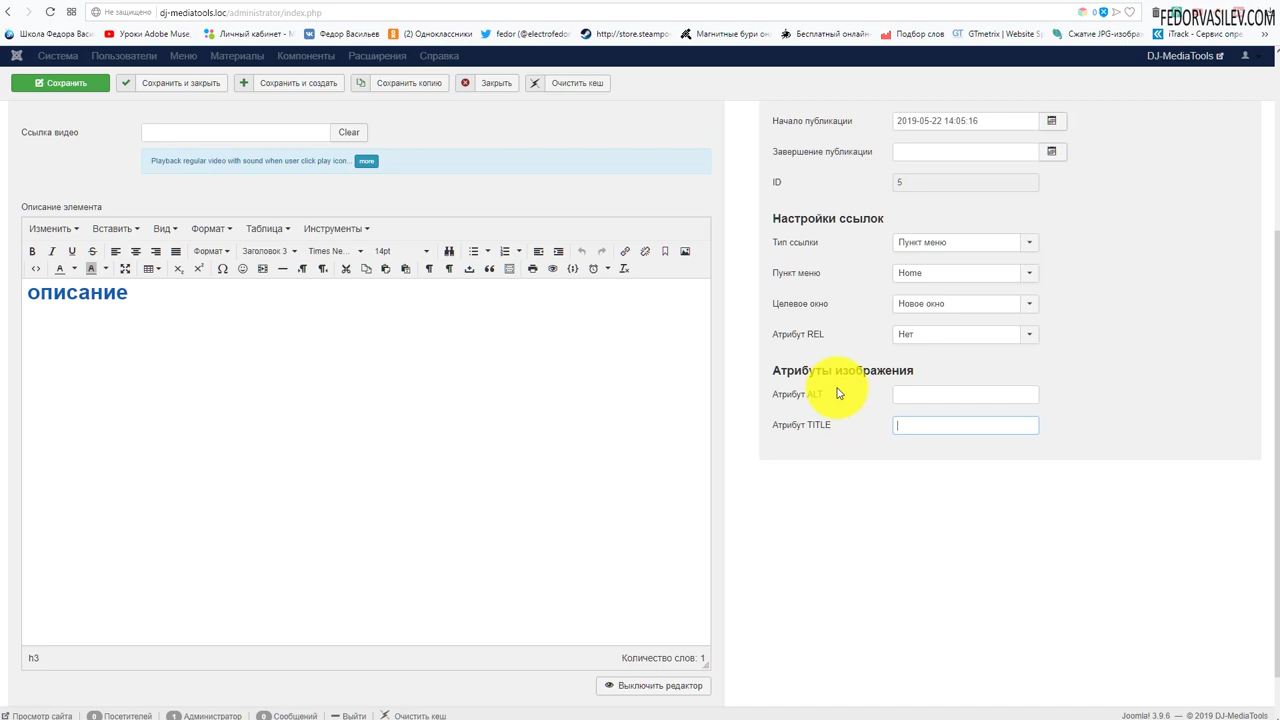 Не защищено dj-mediatools.loc/administrator/index.php 0
FEDORVASILEV.COM
Школа Федора Васи
Уроки Adobe Muse,
Личный кабинет - М
Федор Васильев
(2) Одноклассники
fedor (@electrofedor
http://store.steampo
Магнитные бури он
Бесплатный онлайн
Подбор слов
GTmetrix | Website S
Сжатие JPG-изобра
iTrack - Сервис опре
Система Пользователи Меню Материалы Компоненты Расширения Справка DJ-MediaTools
Сохранить Сохранить и закрыть Сохранить и создать Сохранить копию Закрыть Очистить кеш
Ссылка видео Clear
Playback regular video with sound when user click play icon... more
Описание элемента
Изменить Вставить Вид Формат Таблица Инструменты
Формат Заголовок 3 Times Ne... 14pt
описание
h3 Количество слов: 1
Выключить редактор
Начало публикации 2019-05-22 14:05:16
Завершение публикации
ID 5
Настройки ссылок
Тип ссылки Пункт меню
Пункт меню Home
Целевое окно Новое окно
Атрибут REL Нет
Атрибуты изображения
Атрибут ALT
Атрибут TITLE
Просмотр сайта 0 Посетителей 1 Администратор 0 Сообщений Выйти Очистить кеш Joomla! 3.9.6 — © 2019 DJ-MediaTools